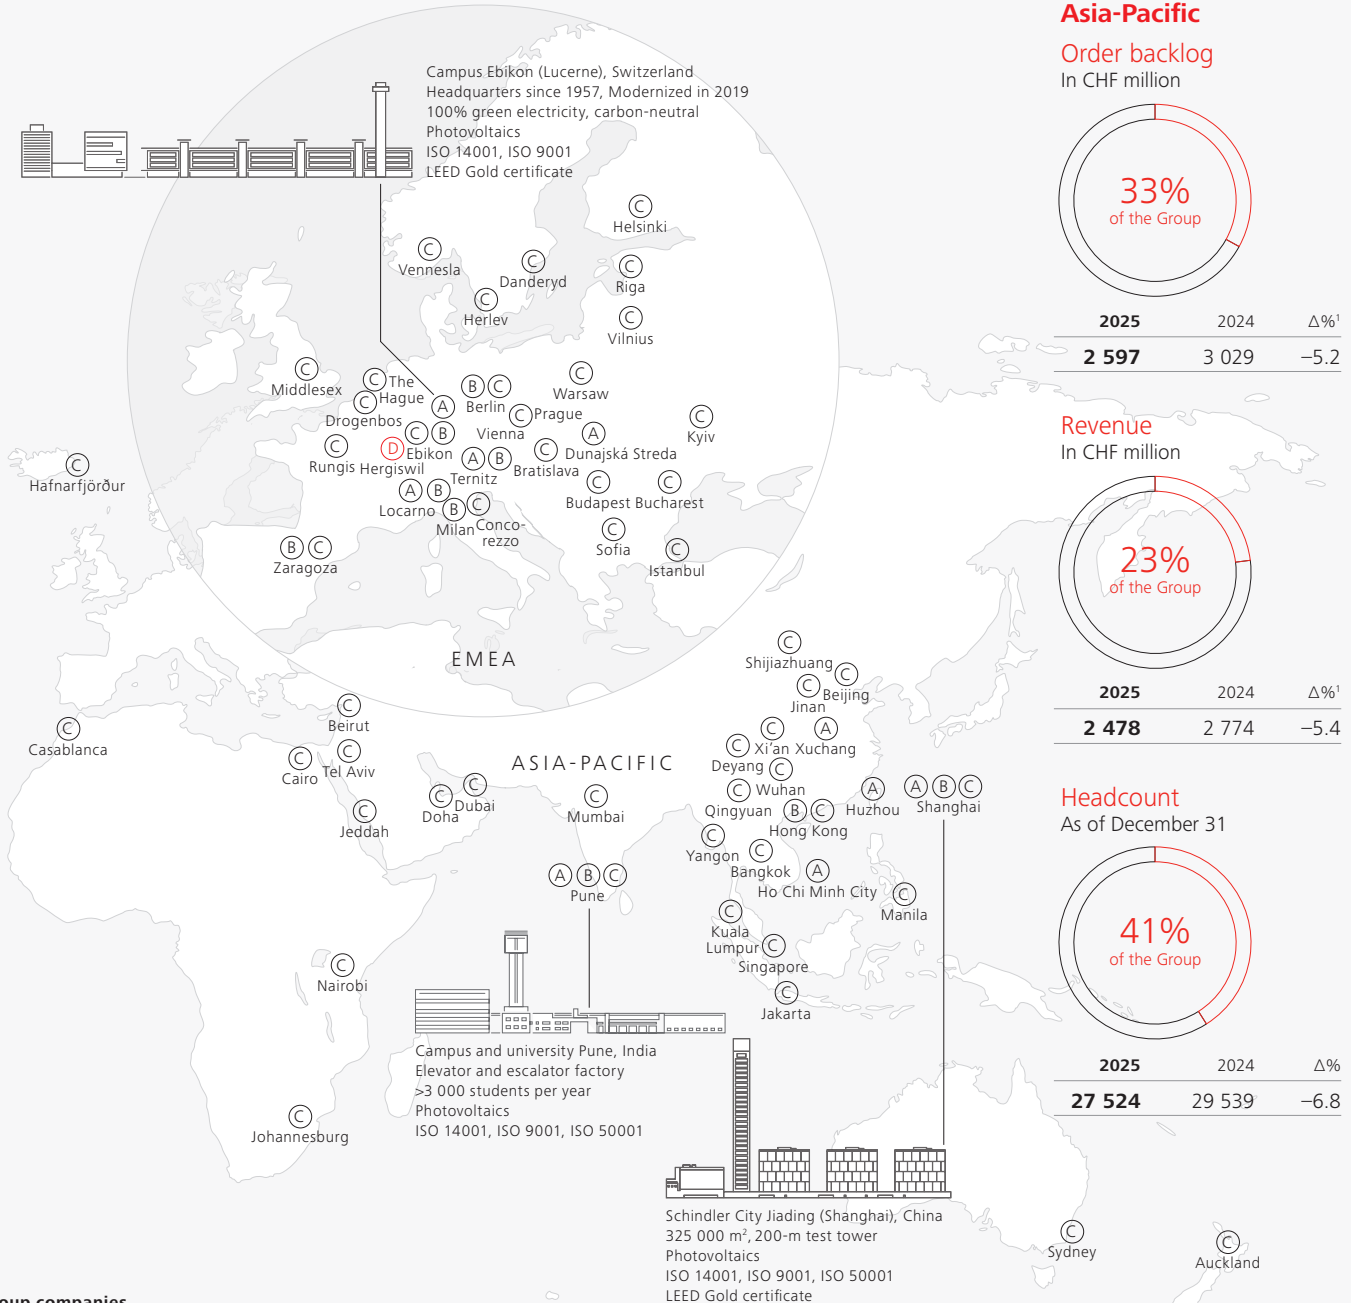 Campus Ebikon (Lucerne), Switzerland
Headquarters since 1957, Modernized in 2019
100% green electricity, carbon-neutral
Photovoltaics
ISO 14001, ISO 9001
LEED Gold certificate
C
Helsinki
C
Vennesla
C
Danderyd
C
Riga
C
Herlev
C
Vilnius
C
Middlesex
C
The
Hague
C
Drogenbos
A
B C
Berlin
C
Warsaw
C
Prague
C
Kyiv
C B
Ebikon
D
Hergiswil
C
Rungis
Vienna
A B
Ternitz
C
Bratislava
A
Dunajská Streda
A B
Locarno
B
Milan
C
Conco-
rezzo
C
Budapest
C
Bucharest
C
Sofia
C
Istanbul
C
Hafnarfjörður
B C
Zaragoza
EMEA
C
Casablanca
C
Beirut
C
Cairo
C
Tel Aviv
C
Jeddah
C
Doha
C
Dubai
C
Nairobi
C
Johannesburg
ASIA-PACIFIC
C
Mumbai
A B C
Pune
C
Shijiazhuang
C
Beijing
C
Jinan
C
Xi’an
A
Xuchang
C
Deyang
C
Wuhan
C
Qingyuan
B C
Hong Kong
A
Huzhou
A B C
Shanghai
C
Yangon
C
Bangkok
A
Ho Chi Minh City
C
Manila
C
Kuala
Lumpur
C
Singapore
C
Jakarta
C
Sydney
C
Auckland
Campus and university Pune, India
Elevator and escalator factory
>3 000 students per year
Photovoltaics
ISO 14001, ISO 9001, ISO 50001
Schindler City Jiading (Shanghai), China
325 000 m², 200-m test tower
Photovoltaics
ISO 14001, ISO 9001, ISO 50001
LEED Gold certificate
Asia-Pacific
Order backlog
In CHF million
33%
of the Group
2025 2024 Δ%¹
2 597 3 029 –5.2
Revenue
In CHF million
23%
of the Group
2025 2024 Δ%¹
2 478 2 774 –5.4
Headcount
As of December 31
41%
of the Group
2025 2024 Δ%
27 524 29 539 –6.8
companies